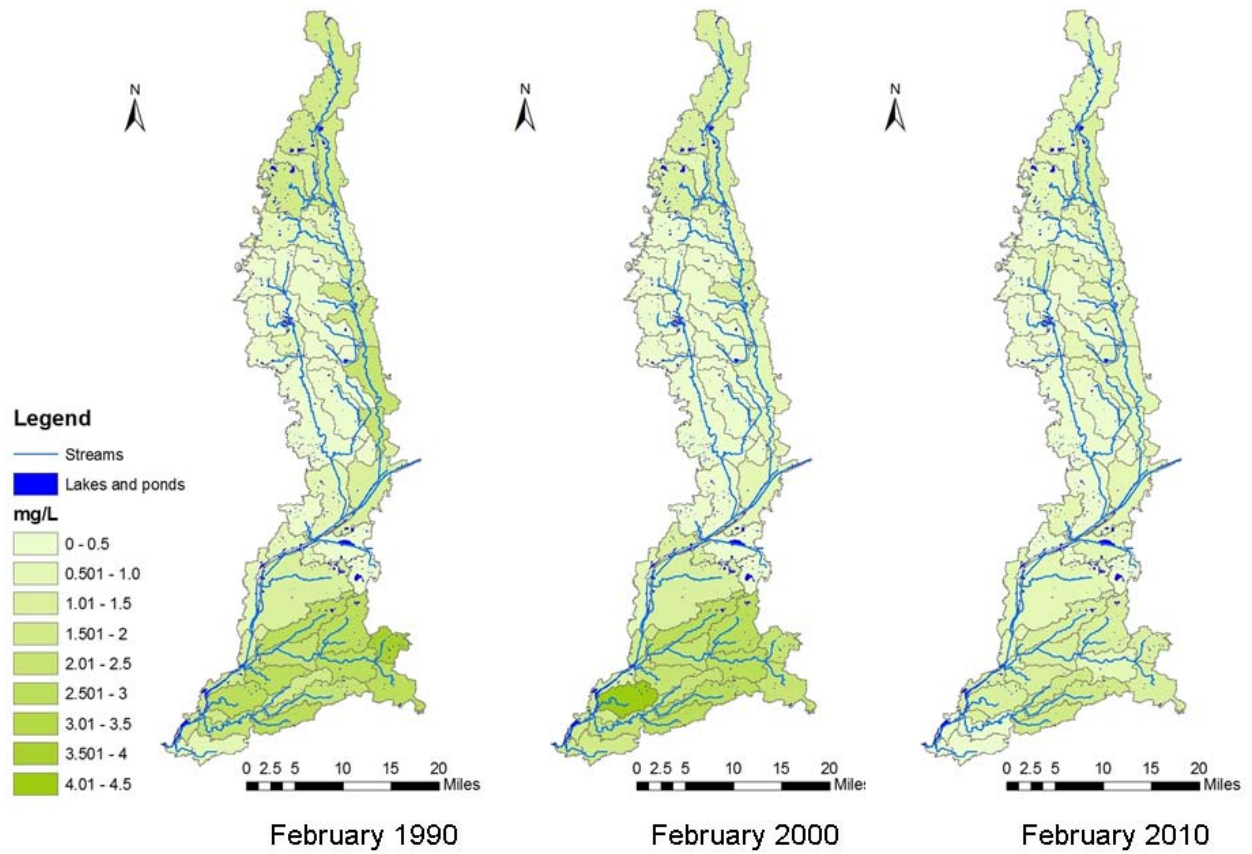 N
N
N
Legend
Streams
Lakes and ponds
mg/L
0 - 0.5
0.501 - 1.0
1.01 - 1.5
1.501 - 2
2.01 - 2.5
2.501 - 3
3.01 - 3.5
3.501 - 4
4.01 - 4.5
0 2.5 5 10 15 20
Miles
0 2.5 5 10 15 20
Miles
0 2.5 5 10 15 20
Miles
February 1990
February 2000
February 2010